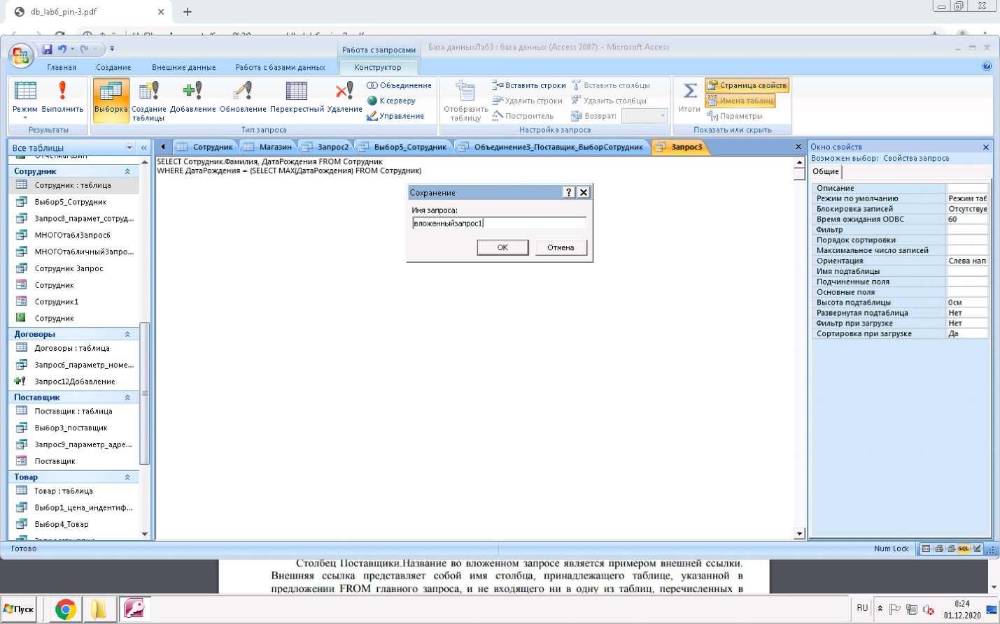 db_lab6_pin-3.pdf
Работа с запросами
База данныхЛаб3 : база данных (Access 2007) - Microsoft Access
Главная
Создание
Внешние данные
Работа с базами данных
Конструктор
Режим
Выполнить
Результаты
Выборка
Создание таблицы
Добавление
Обновление
Перекрестный
Удаление
Объединение
К серверу
Управление
Тип запроса
Отобразить таблицу
Вставить строки
Удалить строки
Построитель
Вставить столбцы
Удалить столбцы
Возврат:
Настройка запроса
Итоги
Страница свойств
Имена таблиц
Параметры
Показать или скрыть
Все таблицы
Сотрудник
Сотрудник : таблица
Выбор5_Сотрудник
Запрос8_парамет_сотруд...
МНОГОтаблЗапрос6
МНОГОтабличныйЗапро...
Сотрудник Запрос
Сотрудник
Сотрудник1
Сотрудник
Договоры
Договоры : таблица
Запрос6_параметр_номе...
Запрос12Добавление
Поставщик
Поставщик : таблица
Выбор3_поставщик
Запрос9_параметр_адре...
Поставщик
Товар
Товар : таблица
Выбор1_цена_индентиф...
Выбор4_Товар
Сотрудник
Магазин
Запрос2
Выбор5_Сотрудник
Объединение3_Поставщик_ВыборСотрудник
Запрос3
SELECT Сотрудник.Фамилия, ДатаРождения FROM Сотрудник
WHERE ДатаРождения = (SELECT MAX(ДатаРождения) FROM Сотрудник)
Сохранение
Имя запроса:
вложенныйзапрос1
ОК
Отмена
Окно свойств
Возможен выбор: Свойства запроса
Общие
Описание
Режим по умолчанию Режим таб
Блокировка записей Отсутствуе
Время ожидания ODBC 60
Фильтр
Порядок сортировки
Максимальное число записей
Ориентация Слева нап
Имя подтаблицы
Подчиненные поля
Основные поля
Высота подтаблицы 0см
Развернутая подтаблица Нет
Фильтр при загрузке Нет
Сортировка при загрузке Да
Готово
Num Lock
SQL
Столбец Поставщики.Название во вложенном запросе является примером внешней ссылки.
Внешняя ссылка представляет собой имя столбца, принадлежащего таблице, указанной в
предложении FROM главного запроса, и не входящего ни в одну из таблиц, перечисленных в
Пуск
RU
0:24
01.12.2020